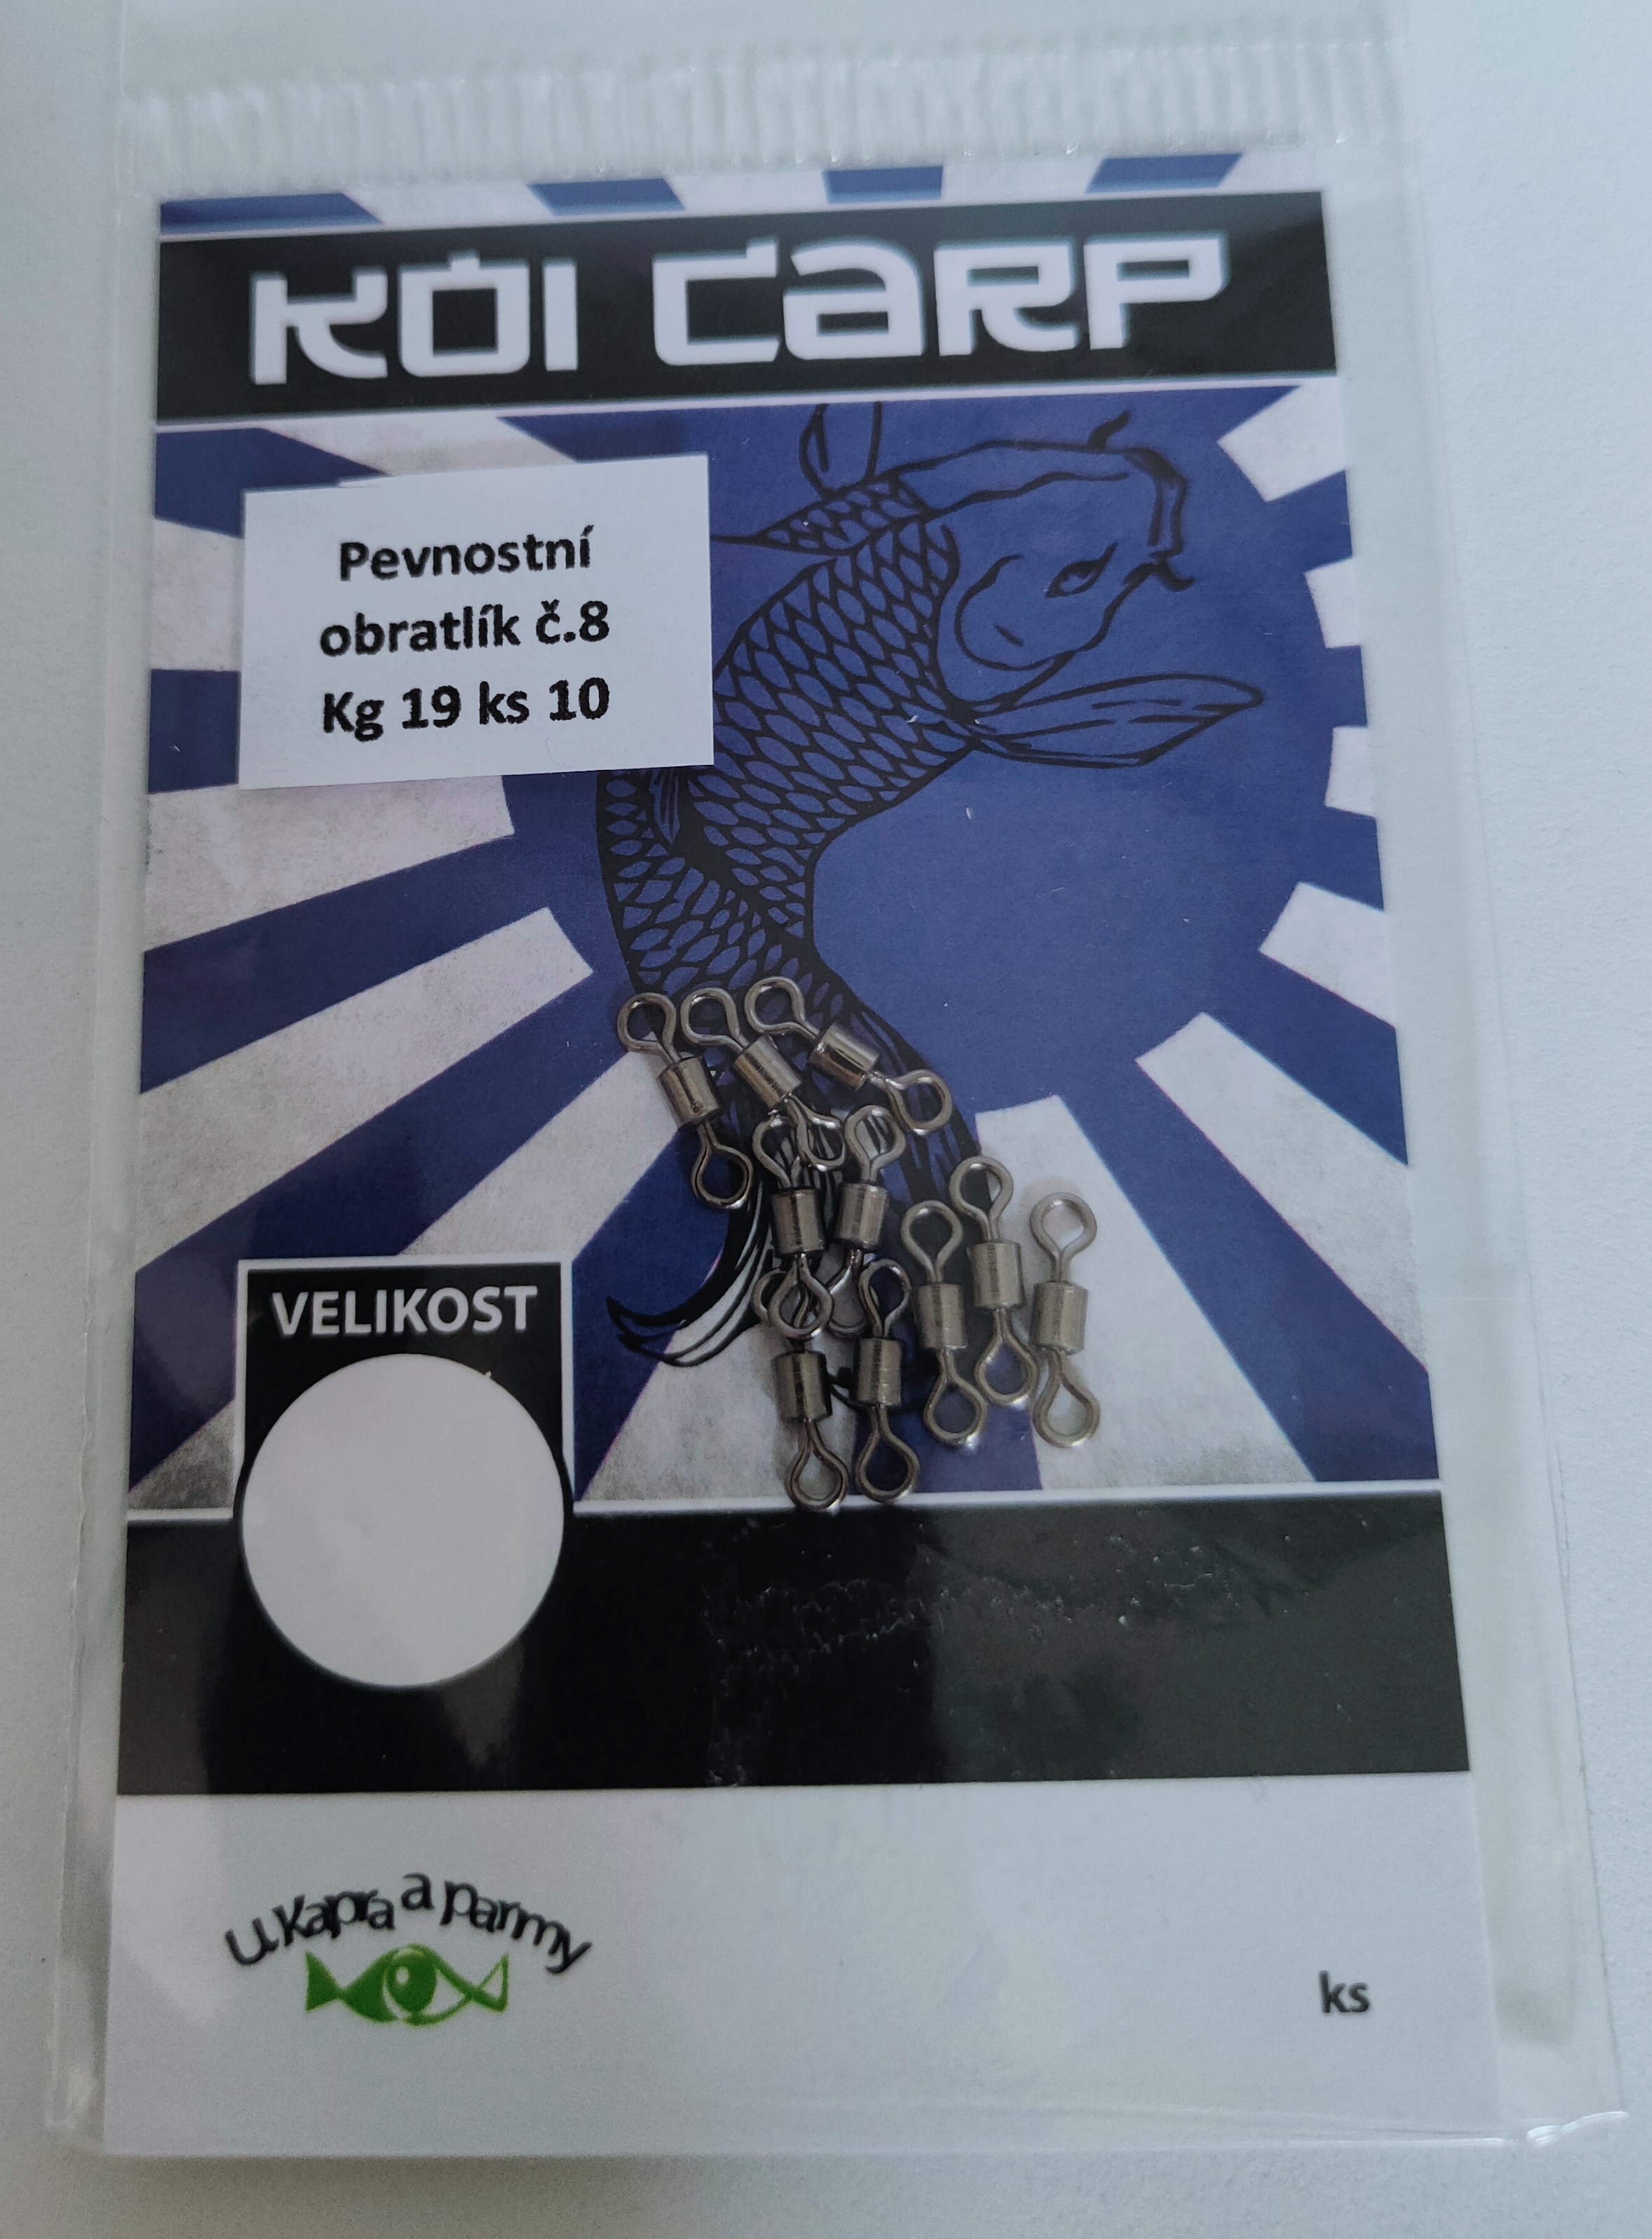 KOI CARP
Pevnostní
obratlík č.8
Kg 19 ks 10
VELIKOST
U Kapra a parmy
ks